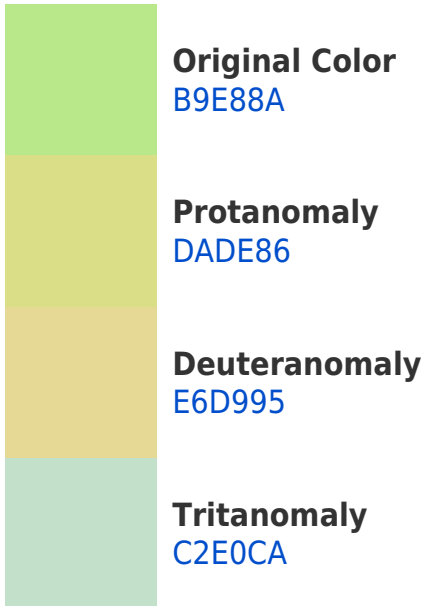 Original Color
B9E88A
Protanomaly
DADE86
Deuteranomaly
E6D995
Tritanomaly
C2E0CA